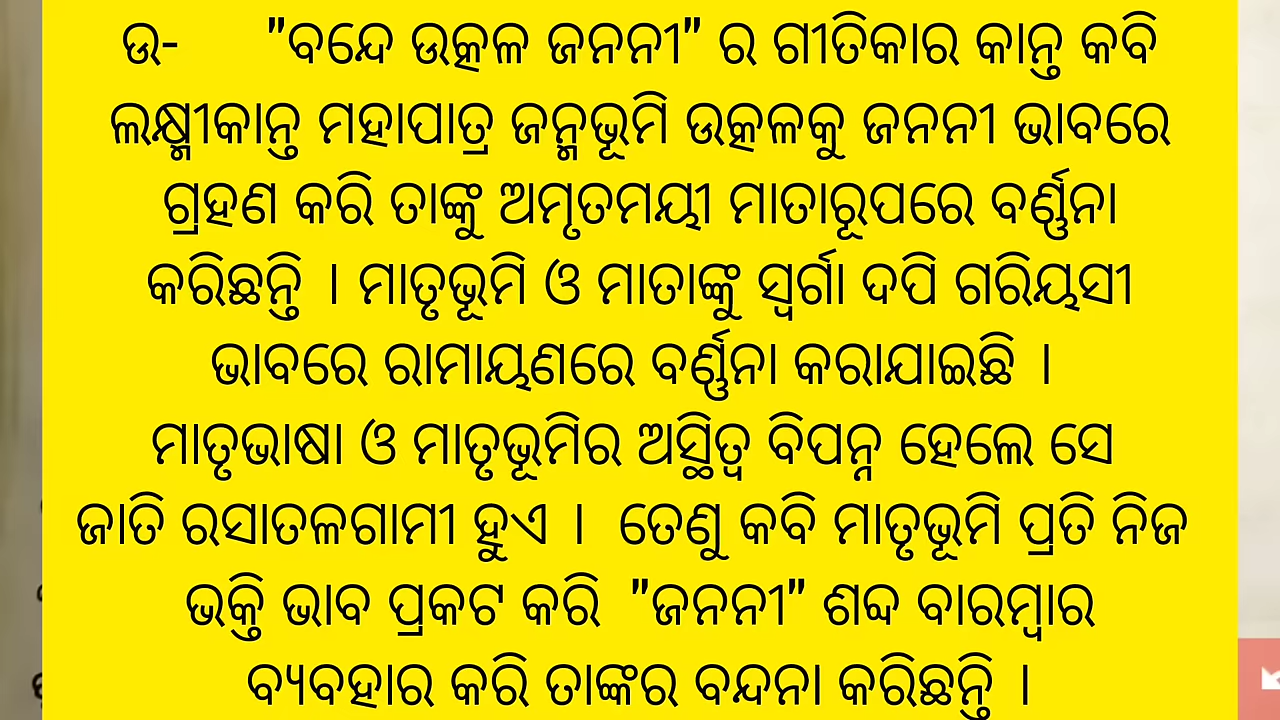 ଉ- "ବନ୍ଦେ ଉତ୍କଳ ଜନନୀ" ର ଗୀତିକାର କାନ୍ତ କବି
ଲକ୍ଷ୍ମୀକାନ୍ତ ମହାପାତ୍ର ଜନ୍ମଭୂମି ଉତ୍କଳକୁ ଜନନୀ ଭାବରେ
ଗ୍ରହଣ କରି ତାଙ୍କୁ ଅମୃତମୟୀ ମାତାରୂପରେ ବର୍ଣ୍ଣନା
କରିଛନ୍ତି । ମାତୃଭୂମି ଓ ମାତାଙ୍କୁ ସ୍ୱର୍ଗା ଦପି ଗରିୟସୀ
ଭାବରେ ରାମାୟଣରେ ବର୍ଣ୍ଣନା କରାଯାଇଛି ।
ମାତୃଭାଷା ଓ ମାତୃଭୂମିର ଅସ୍ଥିତ୍ୱ ବିପନ୍ନ ହେଲେ ସେ
ଜାତି ରସାତଳଗାମୀ ହୁଏ । ତେଣୁ କବି ମାତୃଭୂମି ପ୍ରତି ନିଜ
ଭକ୍ତି ଭାବ ପ୍ରକଟ କରି "ଜନନୀ" ଶବ୍ଦ ବାରମ୍ବାର
ବ୍ୟବହାର କରି ତାଙ୍କର ବନ୍ଦନା କରିଛନ୍ତି ।